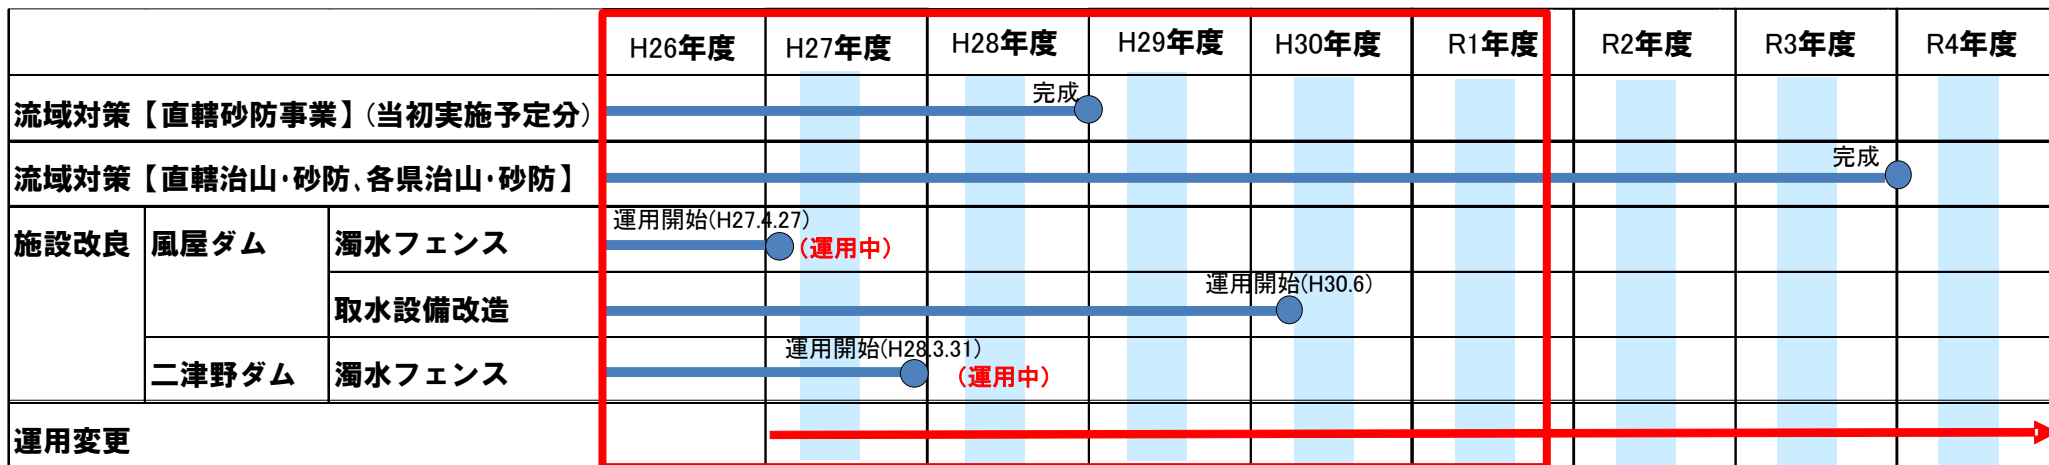 H26年度 H27年度 H28年度 H29年度 H30年度 R1年度 R2年度 R3年度 R4年度
流域対策【直轄砂防事業】(当初実施予定分) 完成
流域対策【直轄治山・砂防、各県治山・砂防】 完成
施設改良 風屋ダム 濁水フェンス 運用開始(H27.4.27) (運用中)
取水設備改造 運用開始(H30.6)
二津野ダム 濁水フェンス 運用開始(H28.3.31) (運用中)
運用変更